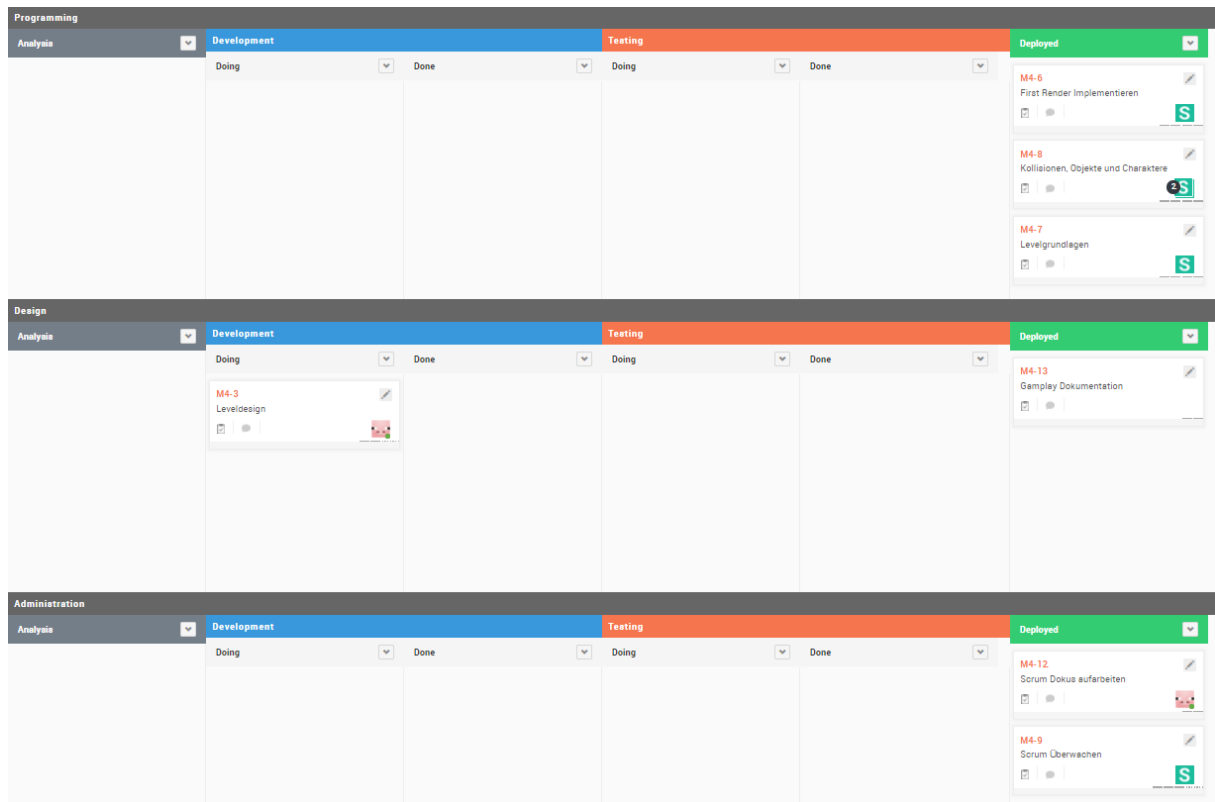 Programming
Analysis
Development
Testing
Deployed
Doing
Done
Doing
Done
M4-6
First Render Implementieren
S
M4-8
Kollisionen, Objekte und Charaktere
2 S
M4-7
Levelgrundlagen
S
Design
Analysis
Development
Testing
Deployed
Doing
Done
Doing
Done
M4-3
Leveldesign
M4-13
Gamplay Dokumentation
Administration
Analysis
Development
Testing
Deployed
Doing
Done
Doing
Done
M4-12
Scrum Dokus aufarbeiten
M4-9
Scrum Überwachen
S